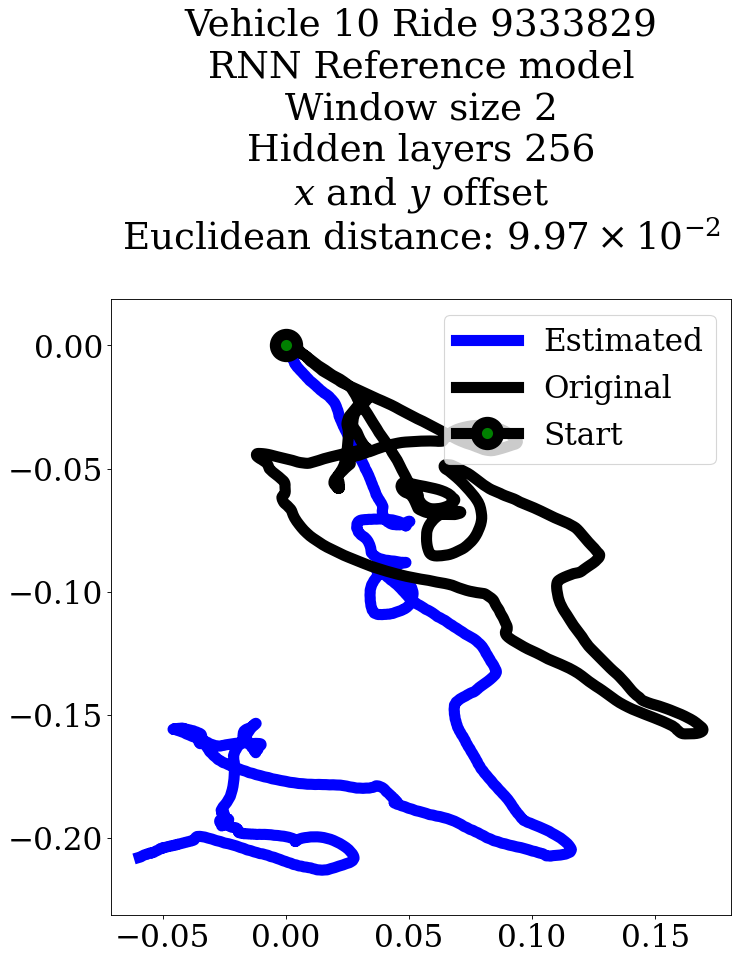 Vehicle 10 Ride 9333829
RNN Reference model
Window size 2
Hidden layers 256
x and y offset
Euclidean distance: 9.97 × 10⁻²
Estimated
Original
Start
0.00
−0.05
−0.10
−0.15
−0.20
−0.05 0.00 0.05 0.10 0.15